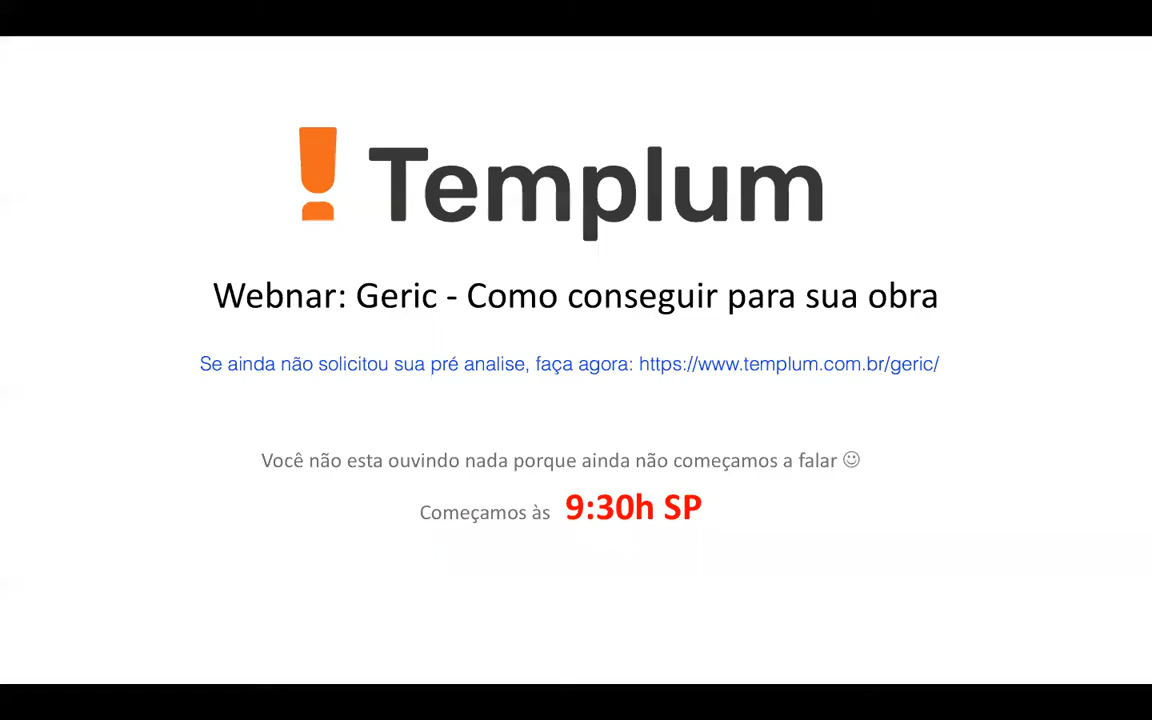 Templum
Webnar: Geric - Como conseguir para sua obra
Se ainda não solicitou sua pré analise, faça agora: https://www.templum.com.br/geric/
Você não esta ouvindo nada porque ainda não começamos a falar ☺
Começamos às 9:30h SP